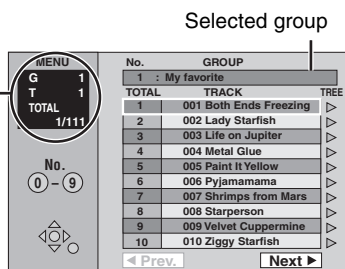 Selected group
MENU
G 1
T 1
TOTAL
1/111
No.
0 – 9
No. GROUP
1 : My favorite
TOTAL TRACK TREE
1 001 Both Ends Freezing
2 002 Lady Starfish
3 003 Life on Jupiter
4 004 Metal Glue
5 005 Paint It Yellow
6 006 Pyjamamama
7 007 Shrimps from Mars
8 008 Starperson
9 009 Velvet Cuppermine
10 010 Ziggy Starfish
◀ Prev. Next ▶